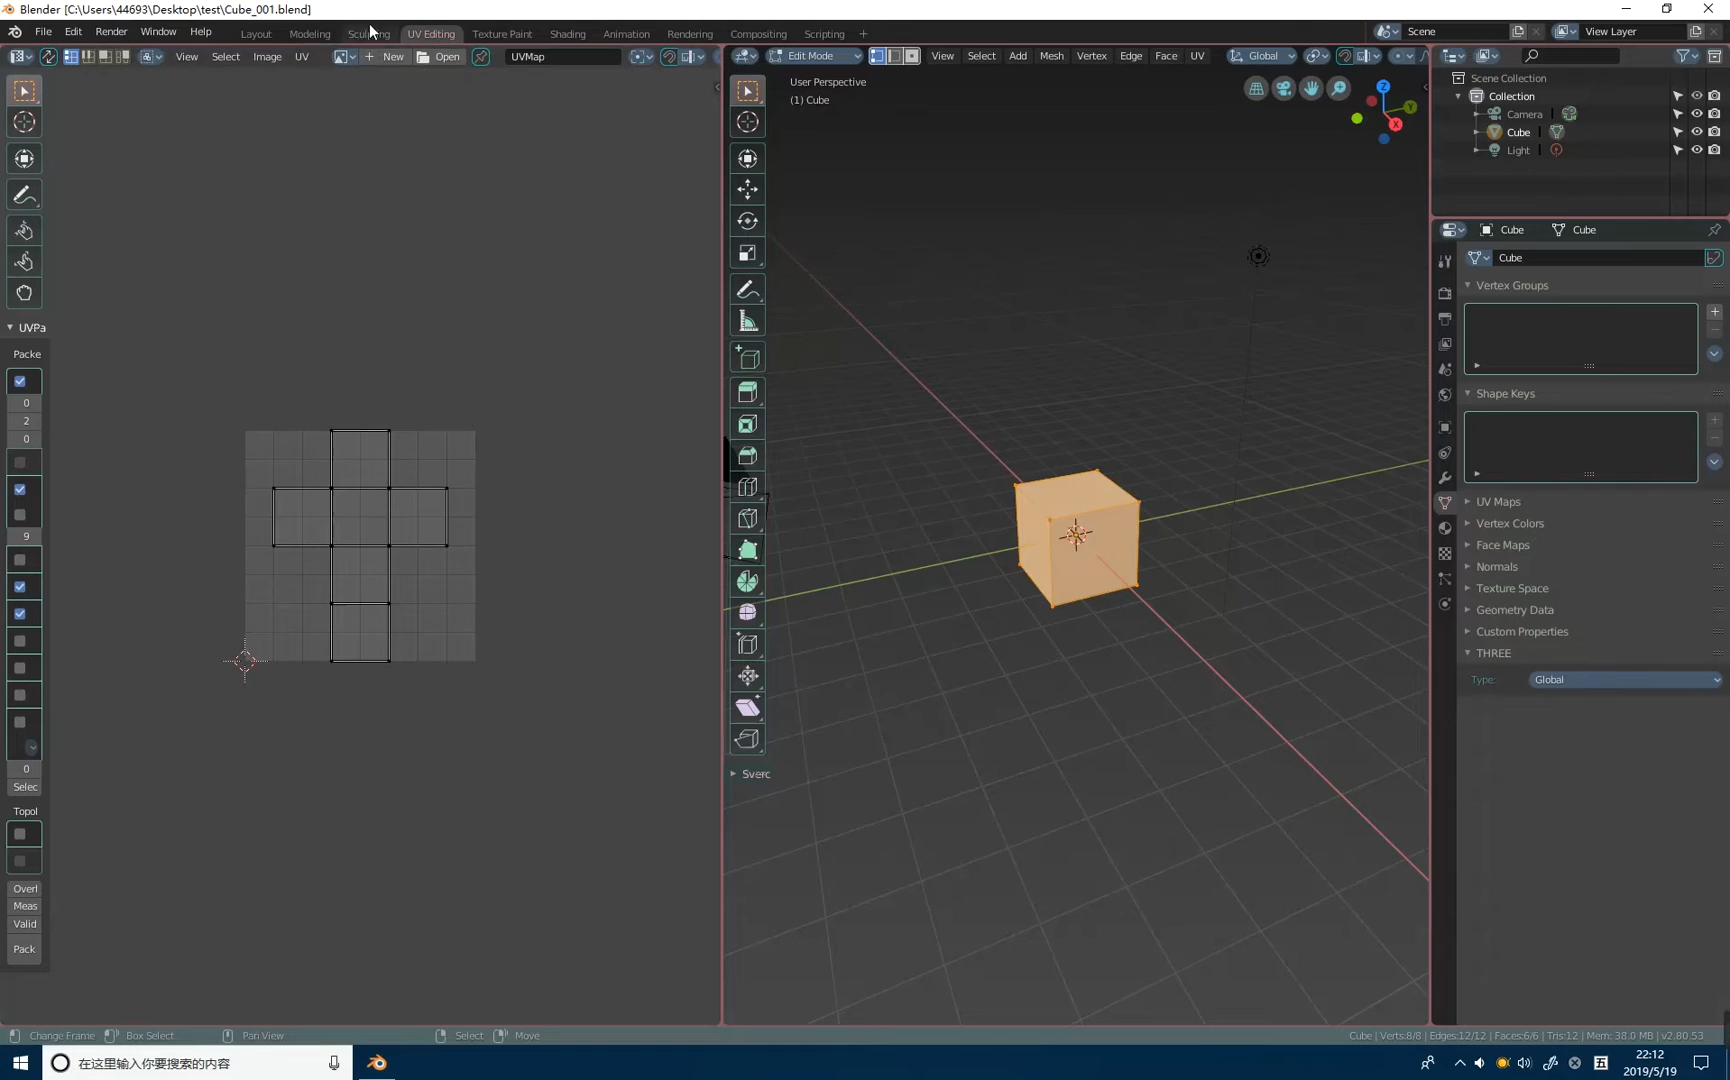 Blender [C:\Users\44693\Desktop\test\Cube_001.blend]
File Edit Render Window Help Layout Modeling Sculpting UV Editing Texture Paint Shading Animation Rendering Compositing Scripting + Scene View Layer
View Select Image UV + New Open UVMap Edit Mode View Select Add Mesh Vertex Edge Face UV Global
User Perspective
(1) Cube
Scene Collection
Collection
Camera
Cube
Light
Z
Y
X
Cube Cube
Cube
Vertex Groups
Shape Keys
UV Maps
Vertex Colors
Face Maps
Normals
Texture Space
Geometry Data
Custom Properties
THREE
Type: Global
UVPa
Packe
0
2
0
9
0
Selec
Topol
Overl
Meas
Valid
Pack
Sverc
Change Frame Box Select Pan View Select Move Cube | Verts:8/8 | Edges:12/12 | Faces:6/6 | Tris:12 | Mem: 38.0 MB | v2.80.53
在这里输入你要搜索的内容
五
22:12
2019/5/19